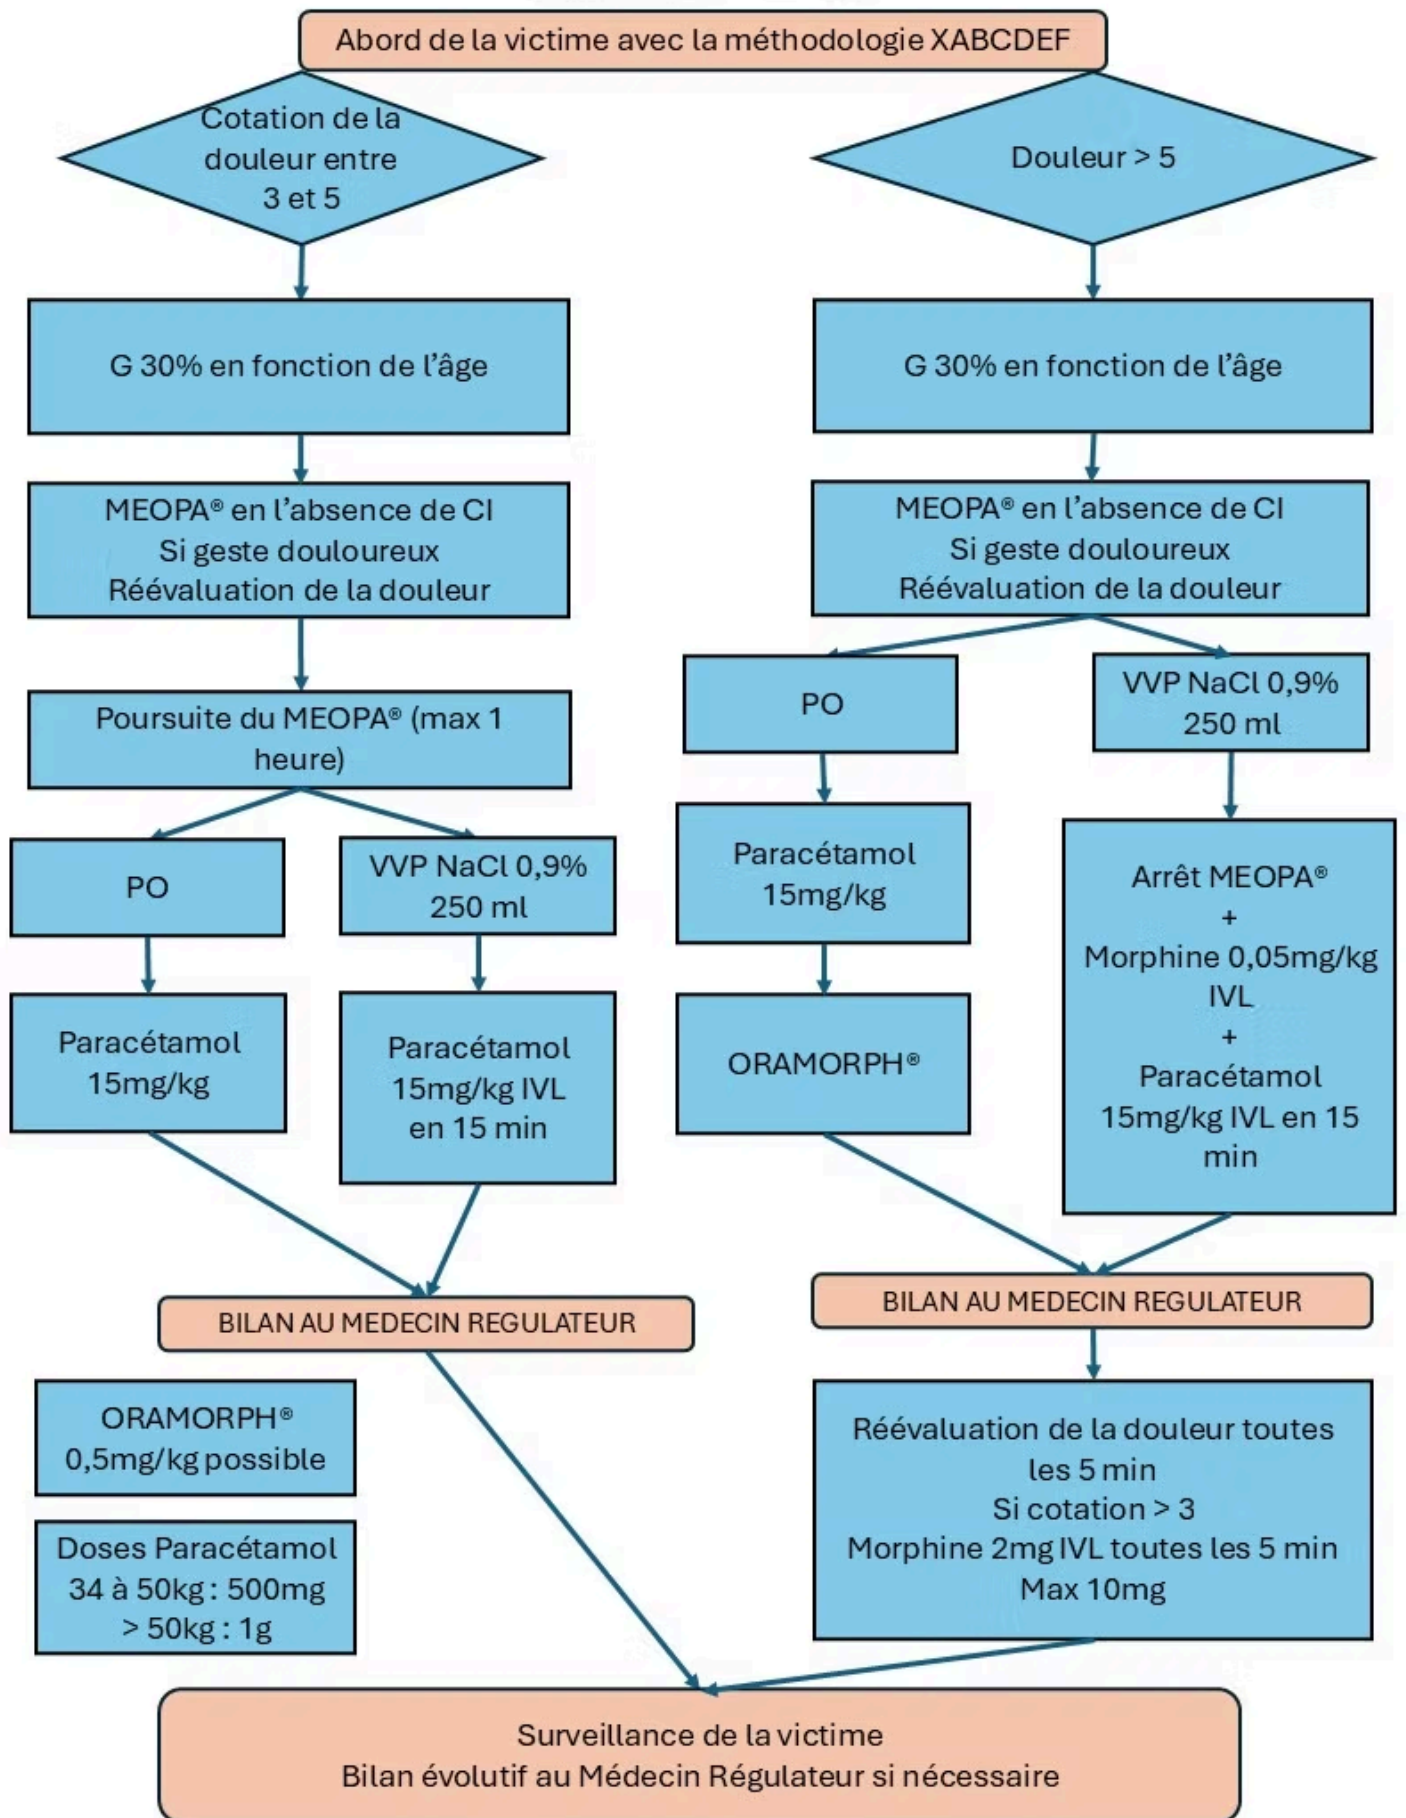 Abord de la victime avec la méthodologie XABCDEF
Cotation de la
douleur entre
3 et 5
Douleur > 5
G 30% en fonction de l’âge
G 30% en fonction de l’âge
MEOPA® en l’absence de CI
Si geste douloureux
Réévaluation de la douleur
MEOPA® en l’absence de CI
Si geste douloureux
Réévaluation de la douleur
Poursuite du MEOPA® (max 1
heure)
PO
VVP NaCl 0,9%
250 ml
PO
VVP NaCl 0,9%
250 ml
Paracétamol
15mg/kg
Paracétamol
15mg/kg IVL
en 15 min
Paracétamol
15mg/kg
ORAMORPH®
Arrêt MEOPA®
+
Morphine 0,05mg/kg
IVL
+
Paracétamol
15mg/kg IVL en 15
min
BILAN AU MEDECIN REGULATEUR
BILAN AU MEDECIN REGULATEUR
ORAMORPH®
0,5mg/kg possible
Doses Paracétamol
34 à 50kg : 500mg
> 50kg : 1g
Réévaluation de la douleur toutes
les 5 min
Si cotation > 3
Morphine 2mg IVL toutes les 5 min
Max 10mg
Surveillance de la victime
Bilan évolutif au Médecin Régulateur si nécessaire